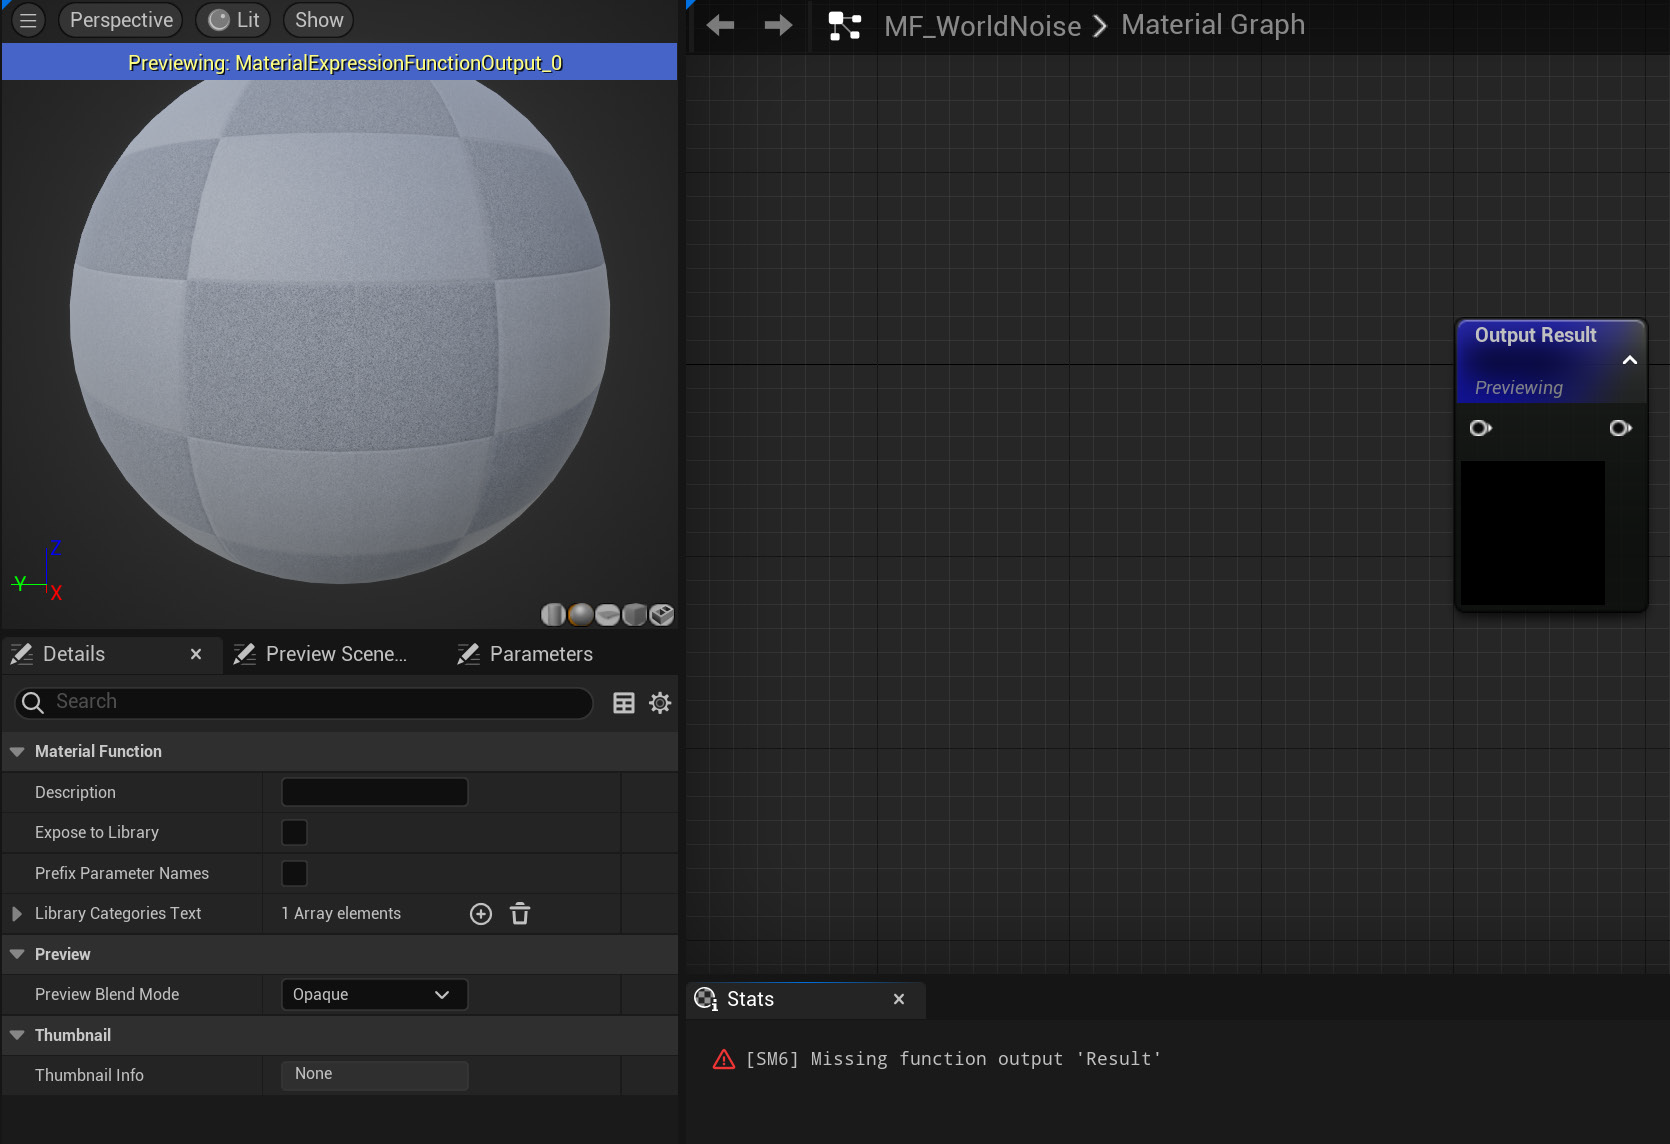 Perspective
Lit
Show
Previewing: MaterialExpressionFunctionOutput_0
Z
Y
X
Details
Preview Scene...
Parameters
Search
Material Function
Description
Expose to Library
Prefix Parameter Names
Library Categories Text
1 Array elements
Preview
Preview Blend Mode
Opaque
Thumbnail
Thumbnail Info
None
MF_WorldNoise
Material Graph
Output Result
Previewing
Stats
[SM6] Missing function output 'Result'